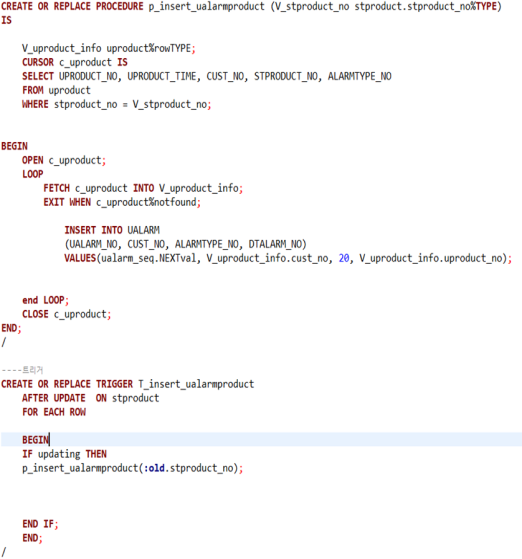 CREATE OR REPLACE PROCEDURE p_insert_ualarmproduct (V_stproduct_no stproduct.stproduct_no%TYPE)
IS
V_uproduct_info uproduct%rowTYPE;
CURSOR c_uproduct IS
SELECT UPRODUCT_NO, UPRODUCT_TIME, CUST_NO, STPRODUCT_NO, ALARMTYPE_NO
FROM uproduct
WHERE stproduct_no = V_stproduct_no;
BEGIN
OPEN c_uproduct;
LOOP
FETCH c_uproduct INTO V_uproduct_info;
EXIT WHEN c_uproduct%notfound;
INSERT INTO UALARM
(UALARM_NO, CUST_NO, ALARMTYPE_NO, DTALARM_NO)
VALUES(ualarm_seq.NEXTval, V_uproduct_info.cust_no, 20, V_uproduct_info.uproduct_no);
end LOOP;
CLOSE c_uproduct;
END;
/
----트리거
CREATE OR REPLACE TRIGGER T_insert_ualarmproduct
AFTER UPDATE ON stproduct
FOR EACH ROW
BEGIN
IF updating THEN
p_insert_ualarmproduct(:old.stproduct_no);
END IF;
END;
/